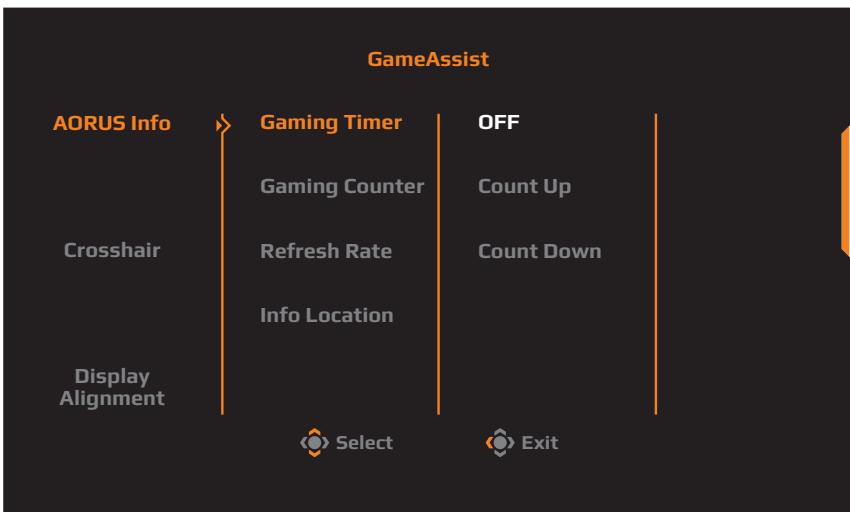 GameAssist
AORUS Info
Gaming Timer
OFF
Gaming Counter
Count Up
Crosshair
Refresh Rate
Count Down
Info Location
Display
Alignment
Select
Exit